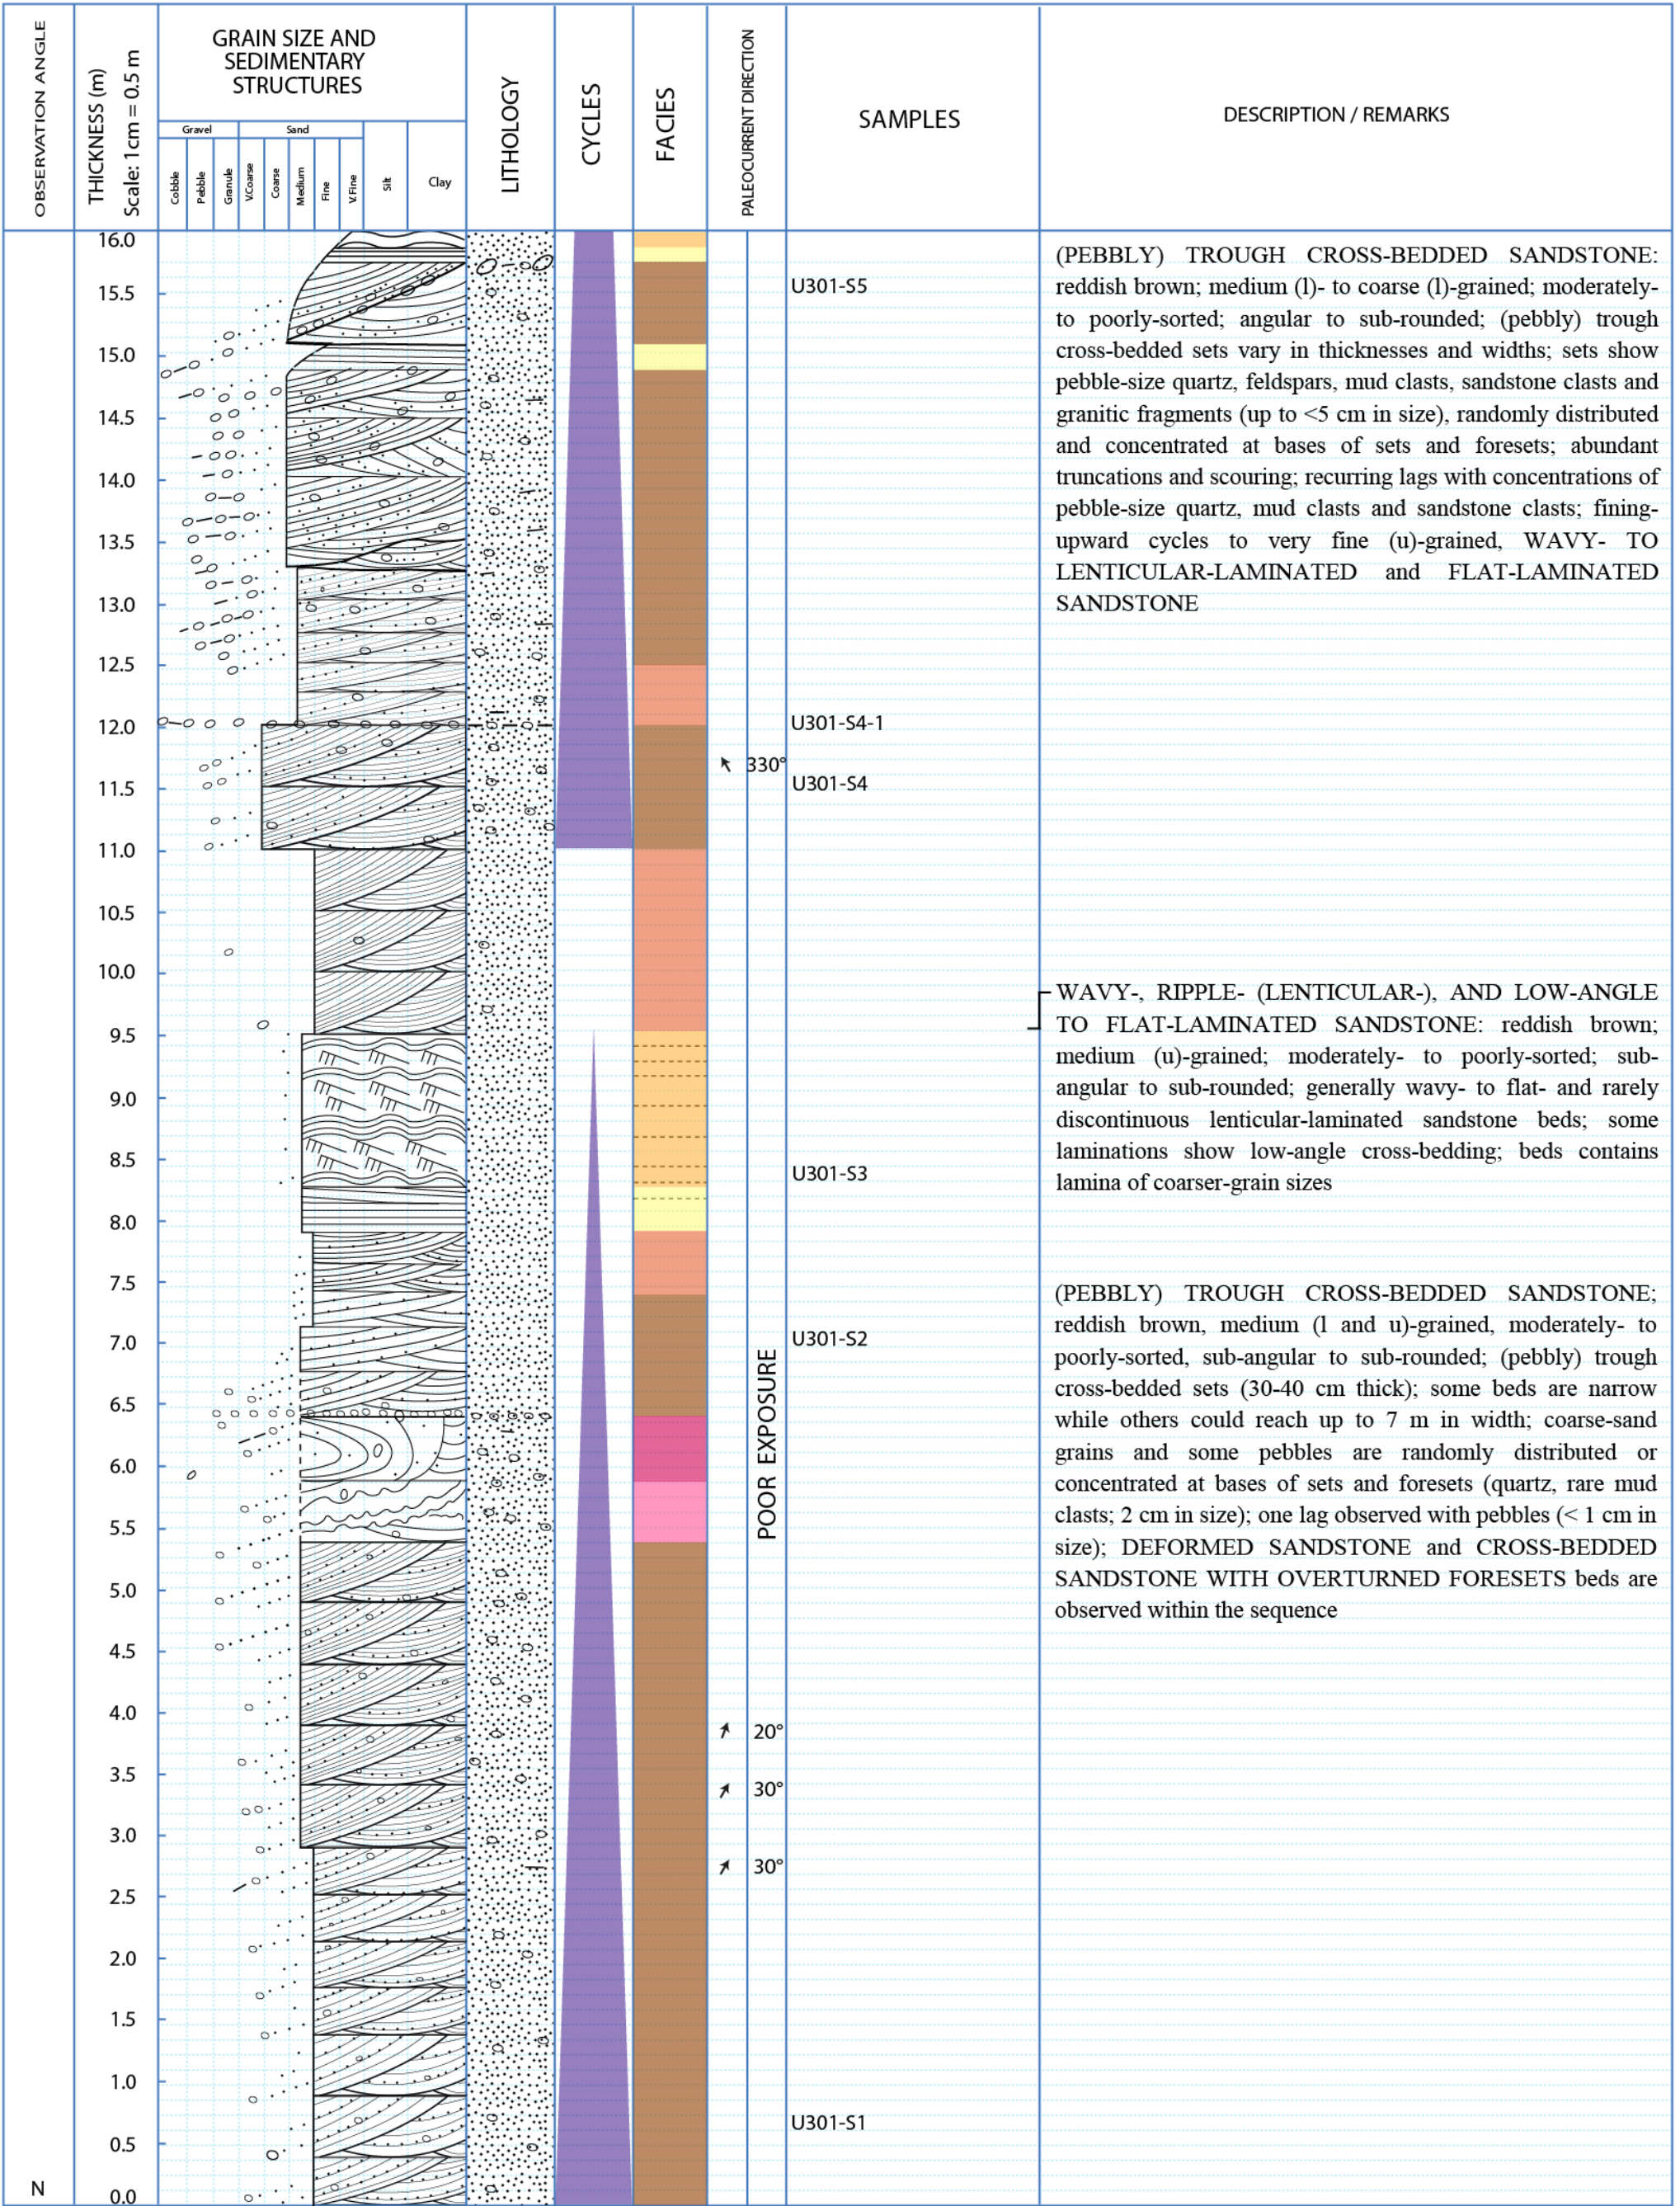 OBSERVATION ANGLE
THICKNESS (m)
Scale: 1cm = 0.5 m
GRAIN SIZE AND
SEDIMENTARY
STRUCTURES
Gravel
Sand
Cobble
Pebble
Granule
V.Coarse
Coarse
Medium
Fine
V.Fine
Silt
Clay
LITHOLOGY
CYCLES
FACIES
PALEOCURRENT DIRECTION
SAMPLES
DESCRIPTION / REMARKS
16.0
15.5
15.0
14.5
14.0
13.5
13.0
12.5
12.0
11.5
11.0
10.5
10.0
9.5
9.0
8.5
8.0
7.5
7.0
6.5
6.0
5.5
5.0
4.5
4.0
3.5
3.0
2.5
2.0
1.5
1.0
0.5
0.0
N
330°
POOR EXPOSURE
20°
30°
30°
U301-S5
U301-S4-1
U301-S4
U301-S3
U301-S2
U301-S1
(PEBBLY) TROUGH CROSS-BEDDED SANDSTONE:
reddish brown; medium (l)- to coarse (l)-grained; moderately-
to poorly-sorted; angular to sub-rounded; (pebbly) trough
cross-bedded sets vary in thicknesses and widths; sets show
pebble-size quartz, feldspars, mud clasts, sandstone clasts and
granitic fragments (up to <5 cm in size), randomly distributed
and concentrated at bases of sets and foresets; abundant
truncations and scouring; recurring lags with concentrations of
pebble-size quartz, mud clasts and sandstone clasts; fining-
upward cycles to very fine (u)-grained, WAVY- TO
LENTICULAR-LAMINATED and FLAT-LAMINATED
SANDSTONE
WAVY-, RIPPLE- (LENTICULAR-), AND LOW-ANGLE
TO FLAT-LAMINATED SANDSTONE: reddish brown;
medium (u)-grained; moderately- to poorly-sorted; sub-
angular to sub-rounded; generally wavy- to flat- and rarely
discontinuous lenticular-laminated sandstone beds; some
laminations show low-angle cross-bedding; beds contains
lamina of coarser-grain sizes
(PEBBLY) TROUGH CROSS-BEDDED SANDSTONE;
reddish brown, medium (l and u)-grained, moderately- to
poorly-sorted, sub-angular to sub-rounded; (pebbly) trough
cross-bedded sets (30-40 cm thick); some beds are narrow
while others could reach up to 7 m in width; coarse-sand
grains and some pebbles are randomly distributed or
concentrated at bases of sets and foresets (quartz, rare mud
clasts; 2 cm in size); one lag observed with pebbles (< 1 cm in
size); DEFORMED SANDSTONE and CROSS-BEDDED
SANDSTONE WITH OVERTURNED FORESETS beds are
observed within the sequence